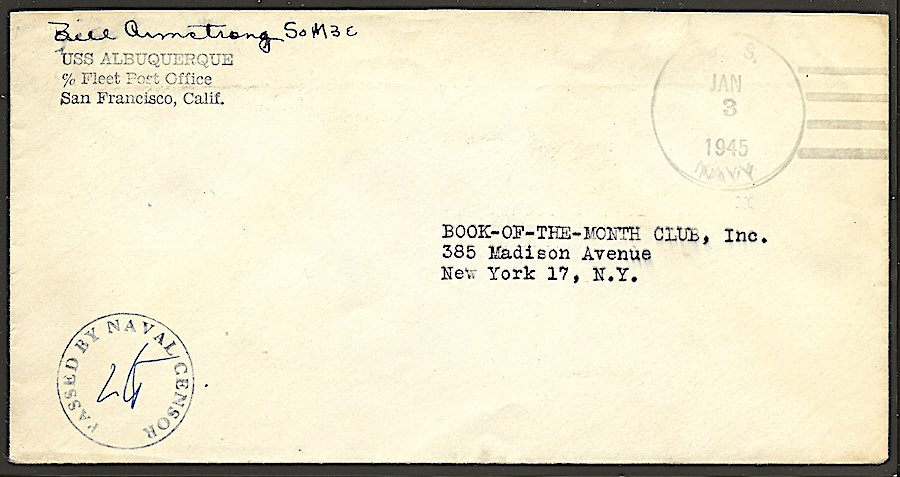 Bill Armstrong SoM3c
USS ALBUQUERQUE
% Fleet Post Office
San Francisco, Calif.
U. S.
JAN
3
1945
NAVY
BOOK-OF-THE-MONTH CLUB, Inc.
385 Madison Avenue
New York 17, N.Y.
PASSED BY NAVAL CENSOR